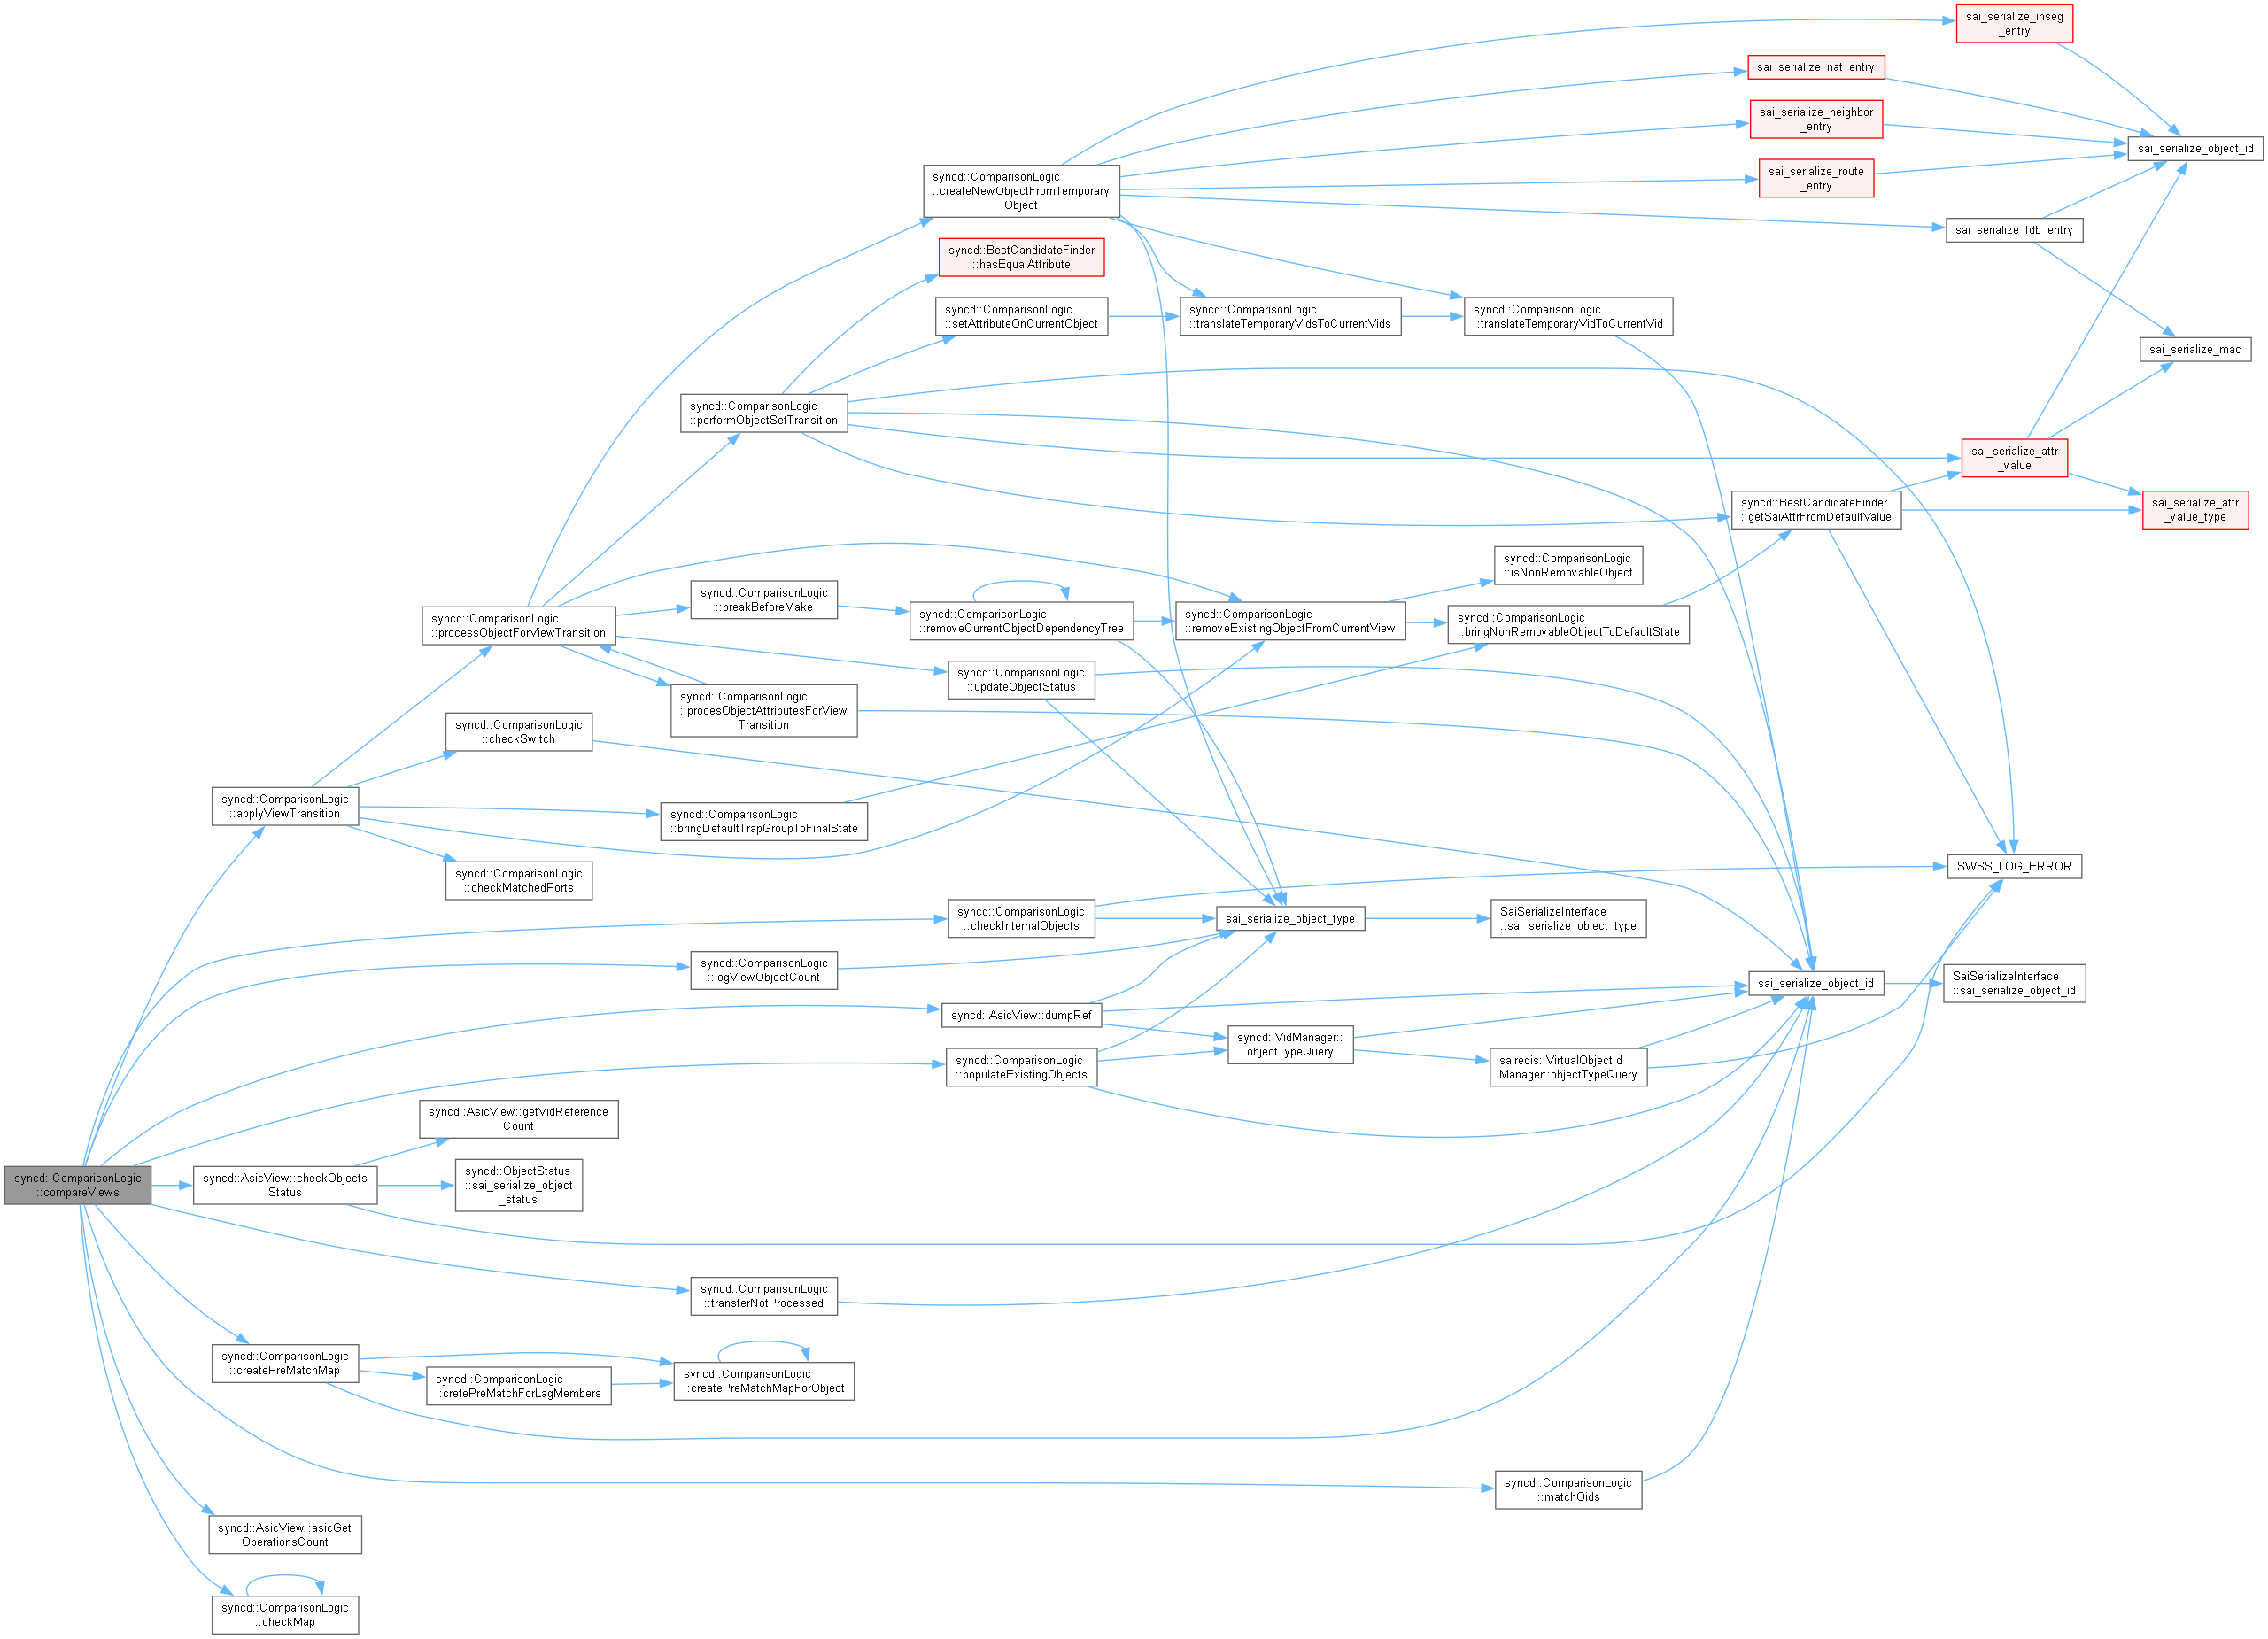 sai_serialize_inseg
_entry
sai_serialize_nat_entry
sai_serialize_neighbor
_entry
sai_serialize_object_id
syncd::ComparisonLogic
::createNewObjectFromTemporary
Object
sai_serialize_route
_entry
sai_serialize_fdb_entry
syncd::BestCandidateFinder
::hasEqualAttribute
syncd::ComparisonLogic
::setAttributeOnCurrentObject
syncd::ComparisonLogic
::translateTemporaryVidsToCurrentVids
syncd::ComparisonLogic
::translateTemporaryVidToCurrentVid
sai_serialize_mac
syncd::ComparisonLogic
::performObjectSetTransition
sai_serialize_attr
_value
syncd::BestCandidateFinder
::getSaiAttrFromDefaultValue
sai_serialize_attr
_value_type
syncd::ComparisonLogic
::isNonRemovableObject
syncd::ComparisonLogic
::breakBeforeMake
syncd::ComparisonLogic
::processObjectForViewTransition
syncd::ComparisonLogic
::removeCurrentObjectDependencyTree
syncd::ComparisonLogic
::removeExistingObjectFromCurrentView
syncd::ComparisonLogic
::bringNonRemovableObjectToDefaultState
syncd::ComparisonLogic
::updateObjectStatus
syncd::ComparisonLogic
::procesObjectAttributesForView
Transition
syncd::ComparisonLogic
::checkSwitch
syncd::ComparisonLogic
::applyViewTransition
syncd::ComparisonLogic
::bringDefaultTrapGroupToFinalState
syncd::ComparisonLogic
::checkMatchedPorts
SWSS_LOG_ERROR
syncd::ComparisonLogic
::checkInternalObjects
sai_serialize_object_type
SaiSerializeInterface
::sai_serialize_object_type
syncd::ComparisonLogic
::logViewObjectCount
sai_serialize_object_id
SaiSerializeInterface
::sai_serialize_object_id
syncd::AsicView::dumpRef
syncd::VidManager::
objectTypeQuery
syncd::ComparisonLogic
::populateExistingObjects
sairedis::VirtualObjectId
Manager::objectTypeQuery
syncd::AsicView::getVidReference
Count
syncd::ComparisonLogic
::compareViews
syncd::AsicView::checkObjects
Status
syncd::ObjectStatus
::sai_serialize_object
_status
syncd::ComparisonLogic
::transferNotProcessed
syncd::ComparisonLogic
::createPreMatchMap
syncd::ComparisonLogic
::cretePreMatchForLagMembers
syncd::ComparisonLogic
::createPreMatchMapForObject
syncd::ComparisonLogic
::matchOids
syncd::AsicView::asicGet
OperationsCount
syncd::ComparisonLogic
::checkMap